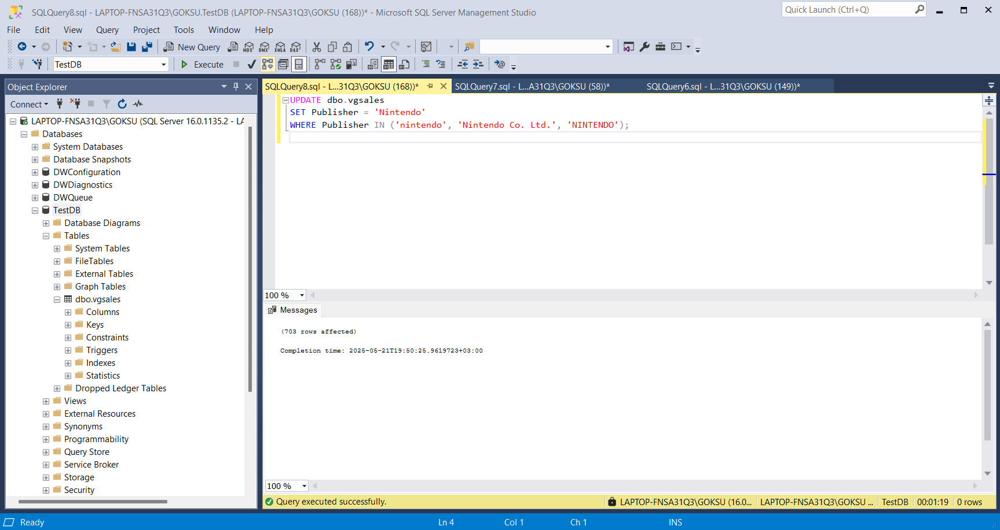 SQLQuery8.sql - LAPTOP-FNSA31Q3\GOKSU.TestDB (LAPTOP-FNSA31Q3\GOKSU (168))* - Microsoft SQL Server Management Studio
Quick Launch (Ctrl+Q)
File Edit View Query Project Tools Window Help
New Query MDX DMX XMLA DAX
TestDB Execute
Object Explorer
Connect
LAPTOP-FNSA31Q3\GOKSU (SQL Server 16.0.1135.2 - LA
Databases
System Databases
Database Snapshots
DWConfiguration
DWDiagnostics
DWQueue
TestDB
Database Diagrams
Tables
System Tables
FileTables
External Tables
Graph Tables
dbo.vgsales
Columns
Keys
Constraints
Triggers
Indexes
Statistics
Dropped Ledger Tables
Views
External Resources
Synonyms
Programmability
Query Store
Service Broker
Storage
Security
SQLQuery8.sql - L...31Q3\GOKSU (168))* SQLQuery7.sql - L...A31Q3\GOKSU (58))* SQLQuery6.sql - L...31Q3\GOKSU (149))*
UPDATE dbo.vgsales
SET Publisher = 'Nintendo'
WHERE Publisher IN ('nintendo', 'Nintendo Co. Ltd.', 'NINTENDO');
100 %
Messages
(703 rows affected)
Completion time: 2025-05-21T19:50:25.9619723+03:00
100 %
Query executed successfully. LAPTOP-FNSA31Q3\GOKSU (16.0... LAPTOP-FNSA31Q3\GOKSU ... TestDB 00:01:19 0 rows
Ready Ln 4 Col 1 Ch 1 INS